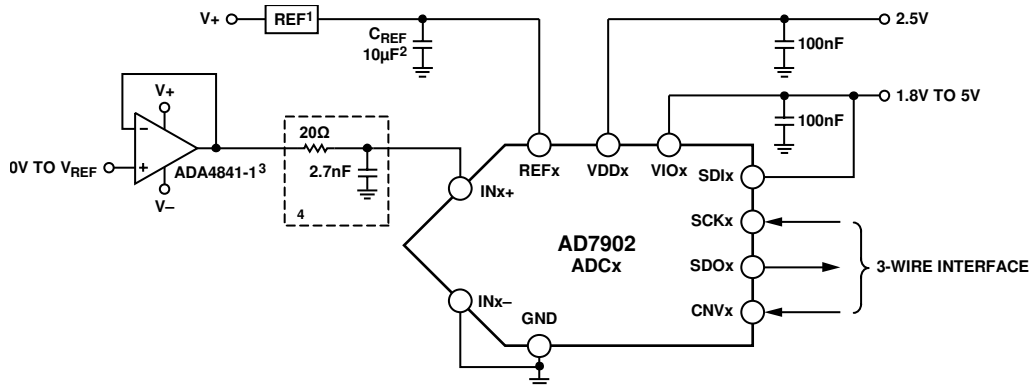 V+
REF1
CREF
10µF2
2.5V
100nF
1.8V TO 5V
100nF
V+
−
+
0V TO VREF
ADA4841-13
V−
20Ω
2.7nF
4
REFx
VDDx
VIOx
SDIx
INx+
SCKx
AD7902
ADCx
SDOx
3-WIRE INTERFACE
INx−
GND
CNVx